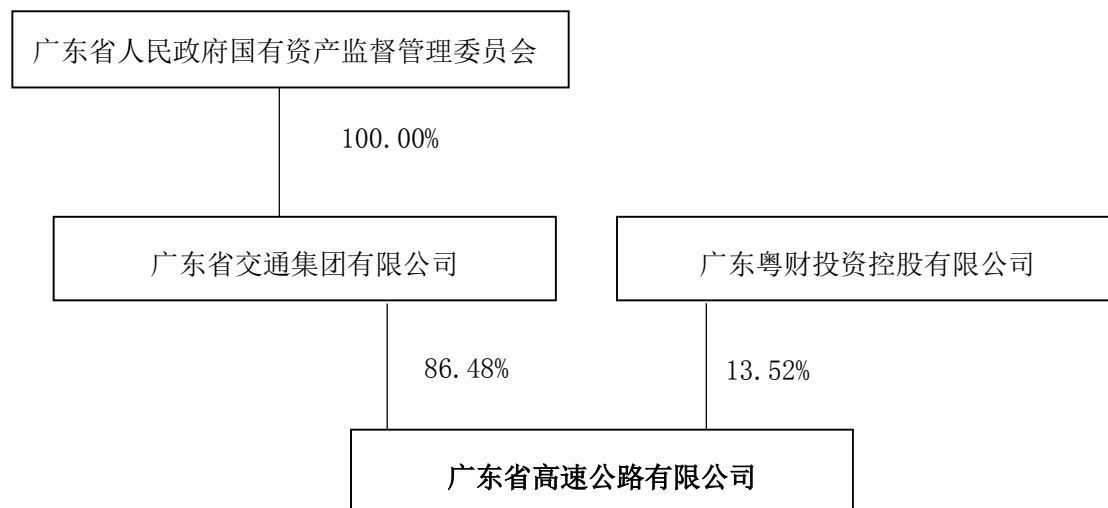 广东省人民政府国有资产监督管理委员会
100.00%
广东省交通集团有限公司
广东粤财投资控股有限公司
86.48%
13.52%
广东省高速公路有限公司